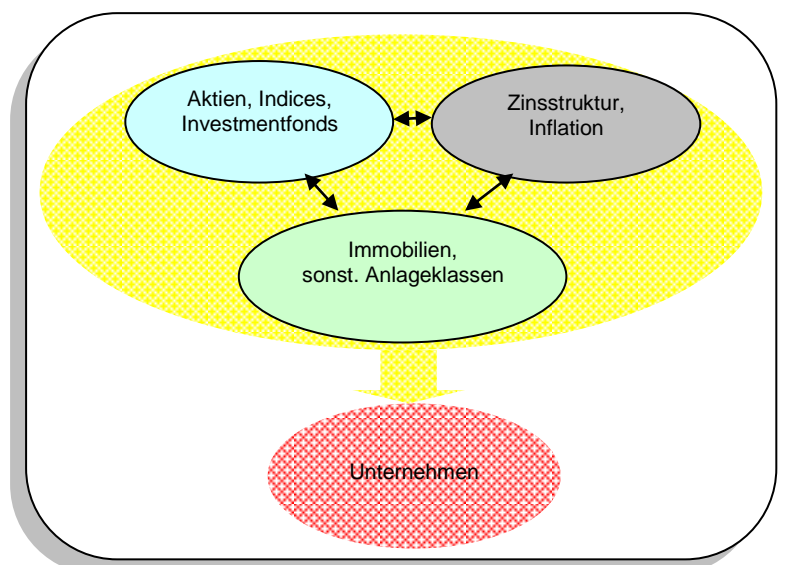 Aktien, Indices,
Investmentfonds
Zinsstruktur,
Inflation
Immobilien,
sonst. Anlageklassen
Unternehmen